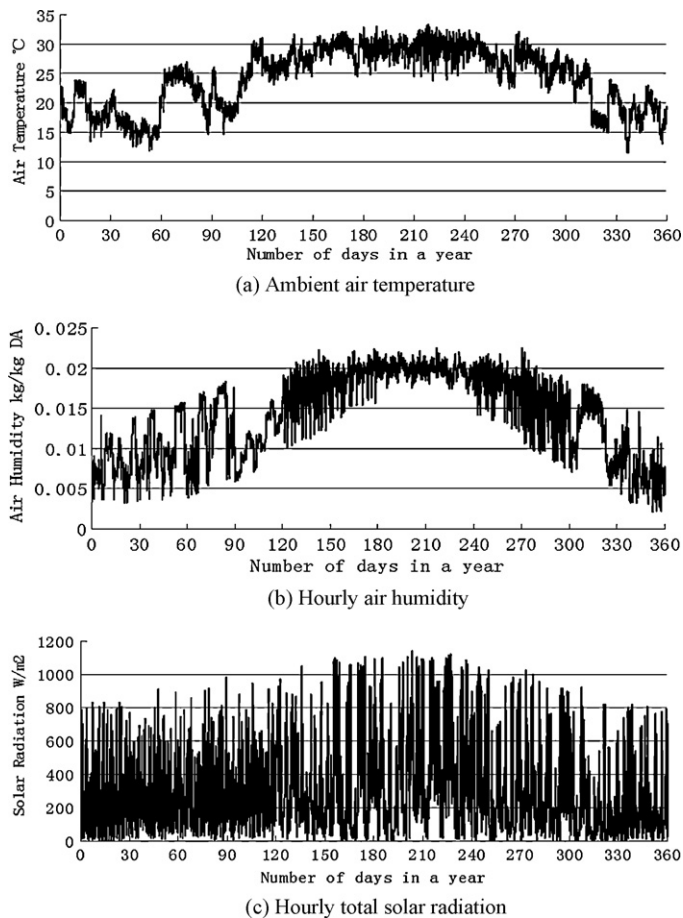 35
30
25
20
15
10
5
0
Air Temperature ℃
0 30 60 90 120 150 180 210 240 270 300 330 360
Number of days in a year
(a) Ambient air temperature
0.025
0.02
0.015
0.01
0.005
0
Air Humidity kg/kg DA
0 30 60 90 120 150 180 210 240 270 300 330 360
Number of days in a year
(b) Hourly air humidity
1200
1000
800
600
400
200
0
Solar Radiation W/m2
0 30 60 90 120 150 180 210 240 270 300 330 360
Number of days in a year
(c) Hourly total solar radiation